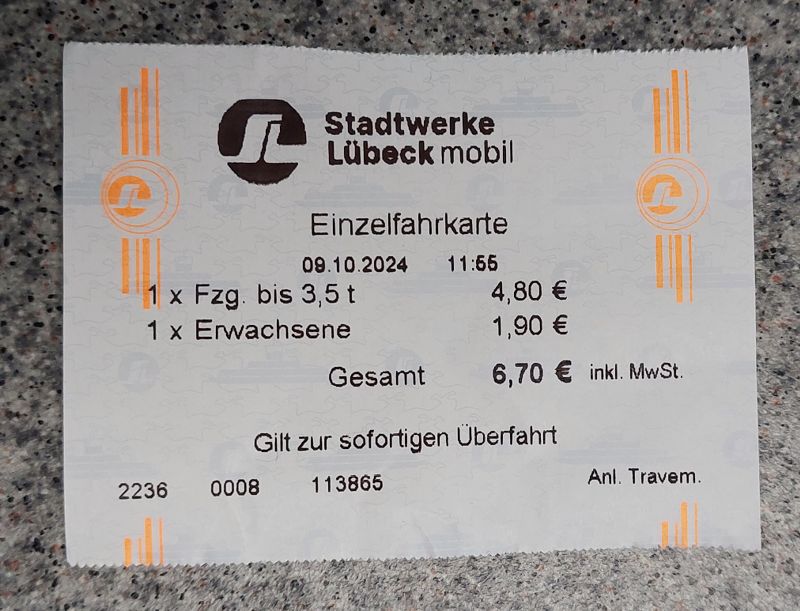 Stadtwerke
Lübeck mobil
Einzelfahrkarte
09.10.2024 11:55
1 x Fzg. bis 3,5 t 4,80 €
1 x Erwachsene 1,90 €
Gesamt 6,70 € inkl. MwSt.
Gilt zur sofortigen Überfahrt
2236 0008 113865 Anl. Travem.